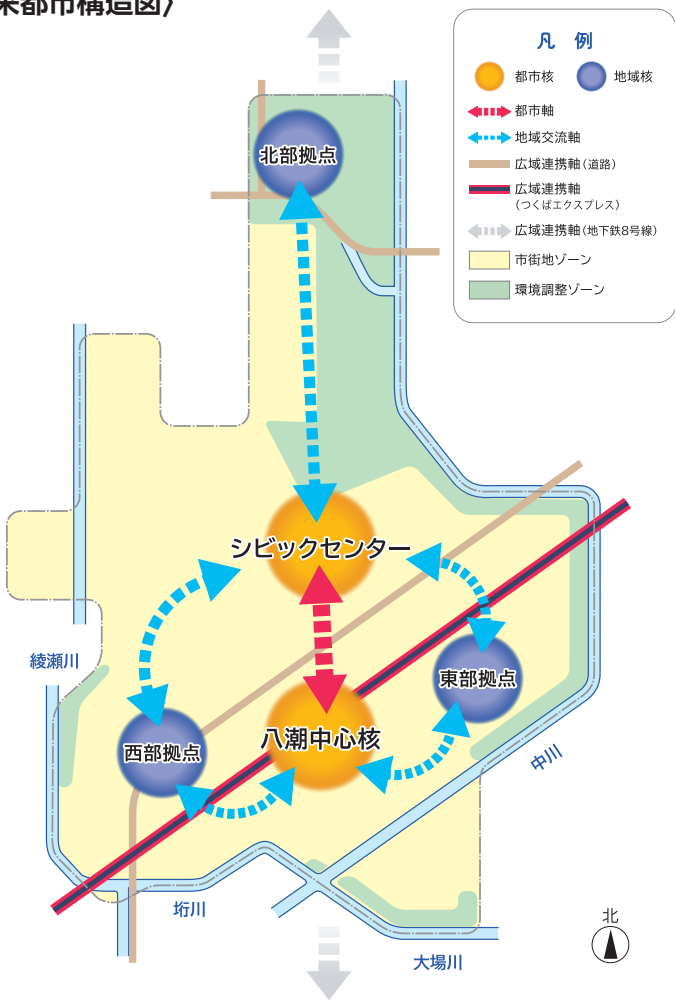 都市構造図〉
凡 例
都市核
地域核
都市軸
地域交流軸
広域連携軸(道路)
広域連携軸
(つくばエクスプレス)
広域連携軸(地下鉄8号線)
市街地ゾーン
環境調整ゾーン
北部拠点
シビックセンター
綾瀬川
東部拠点
八潮中心核
西部拠点
中川
垳川
大場川
北